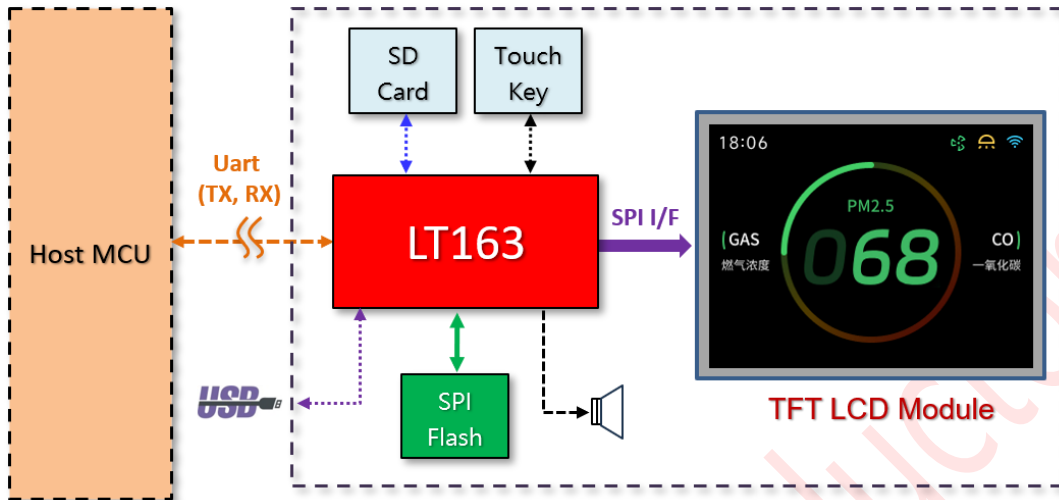 SD
Card
Touch
Key
Uart
(TX, RX)
Host MCU
LT163
SPI I/F
18:06
PM2.5
(GAS
燃气浓度
068
CO)
一氧化碳
USB
SPI
Flash
TFT LCD Module